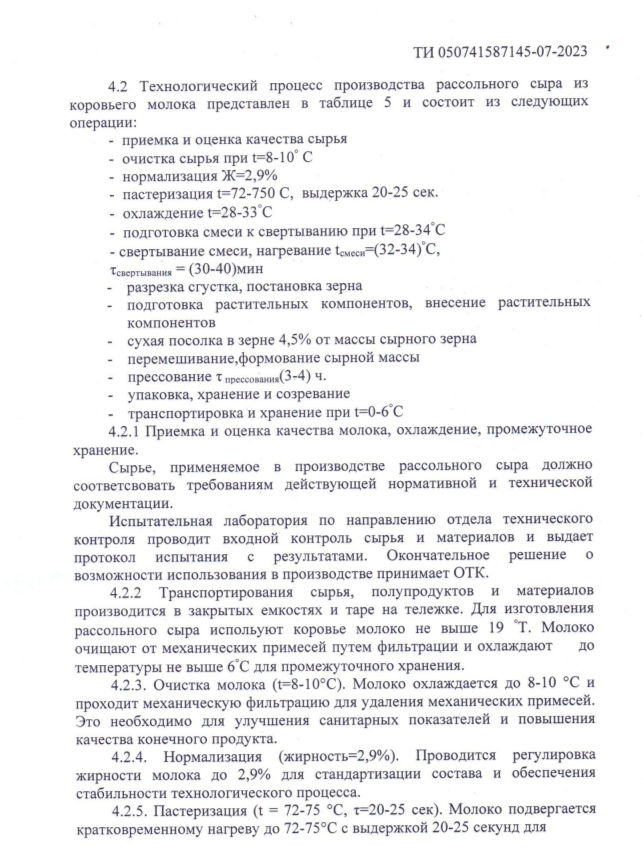 ТИ 050741587145-07-2023
4.2 Технологический процесс производства рассольного сыра из
коровьего молока представлен в таблице 5 и состоит из следующих
операции:
- приемка и оценка качества сырья
- очистка сырья при t=8-10˚ С
- нормализация Ж=2,9%
- пастеризация t=72-750 С, выдержка 20-25 сек.
- охлаждение t=28-33˚С
- подготовка смеси к свертыванию при t=28-34˚С
- свертывание смеси, нагревание tсмеси=(32-34)˚С,
τсвертывания = (30-40)мин
- разрезка сгустка, постановка зерна
- подготовка растительных компонентов, внесение растительных
компонентов
- сухая посолка в зерне 4,5% от массы сырного зерна
- перемешивание,формование сырной массы
- прессование τ прессования(3-4) ч.
- упаковка, хранение и созревание
- транспортировка и хранение при t=0-6˚С
4.2.1 Приемка и оценка качества молока, охлаждение, промежуточное
хранение.
Сырье, применяемое в производстве рассольного сыра должно
соответсвовать требованиям действующей нормативной и технической
документации.
Испытательная лаборатория по направлению отдела технического
контроля проводит входной контроль сырья и материалов и выдает
протокол испытания с результатами. Окончательное решение о
возможности использования в производстве принимает ОТК.
4.2.2 Транспортирования сырья, полупродуктов и материалов
производится в закрытых емкостях и таре на тележке. Для изготовления
рассольного сыра испольуют коровье молоко не выше 19 ˚Т. Молоко
очищают от механических примесей путем фильтрации и охлаждают до
температуры не выше 6˚С для промежуточного хранения.
4.2.3. Очистка молока (t=8-10°С). Молоко охлаждается до 8-10 °С и
проходит механическую фильтрацию для удаления механических примесей.
Это необходимо для улучшения санитарных показателей и повышения
качества конечного продукта.
4.2.4. Нормализация (жирность=2,9%). Проводится регулировка
жирности молока до 2,9% для стандартизации состава и обеспечения
стабильности технологического процесса.
4.2.5. Пастеризация (t = 72-75 °С, τ=20-25 сек). Молоко подвергается
кратковременному нагреву до 72-75°С с выдержкой 20-25 секунд для